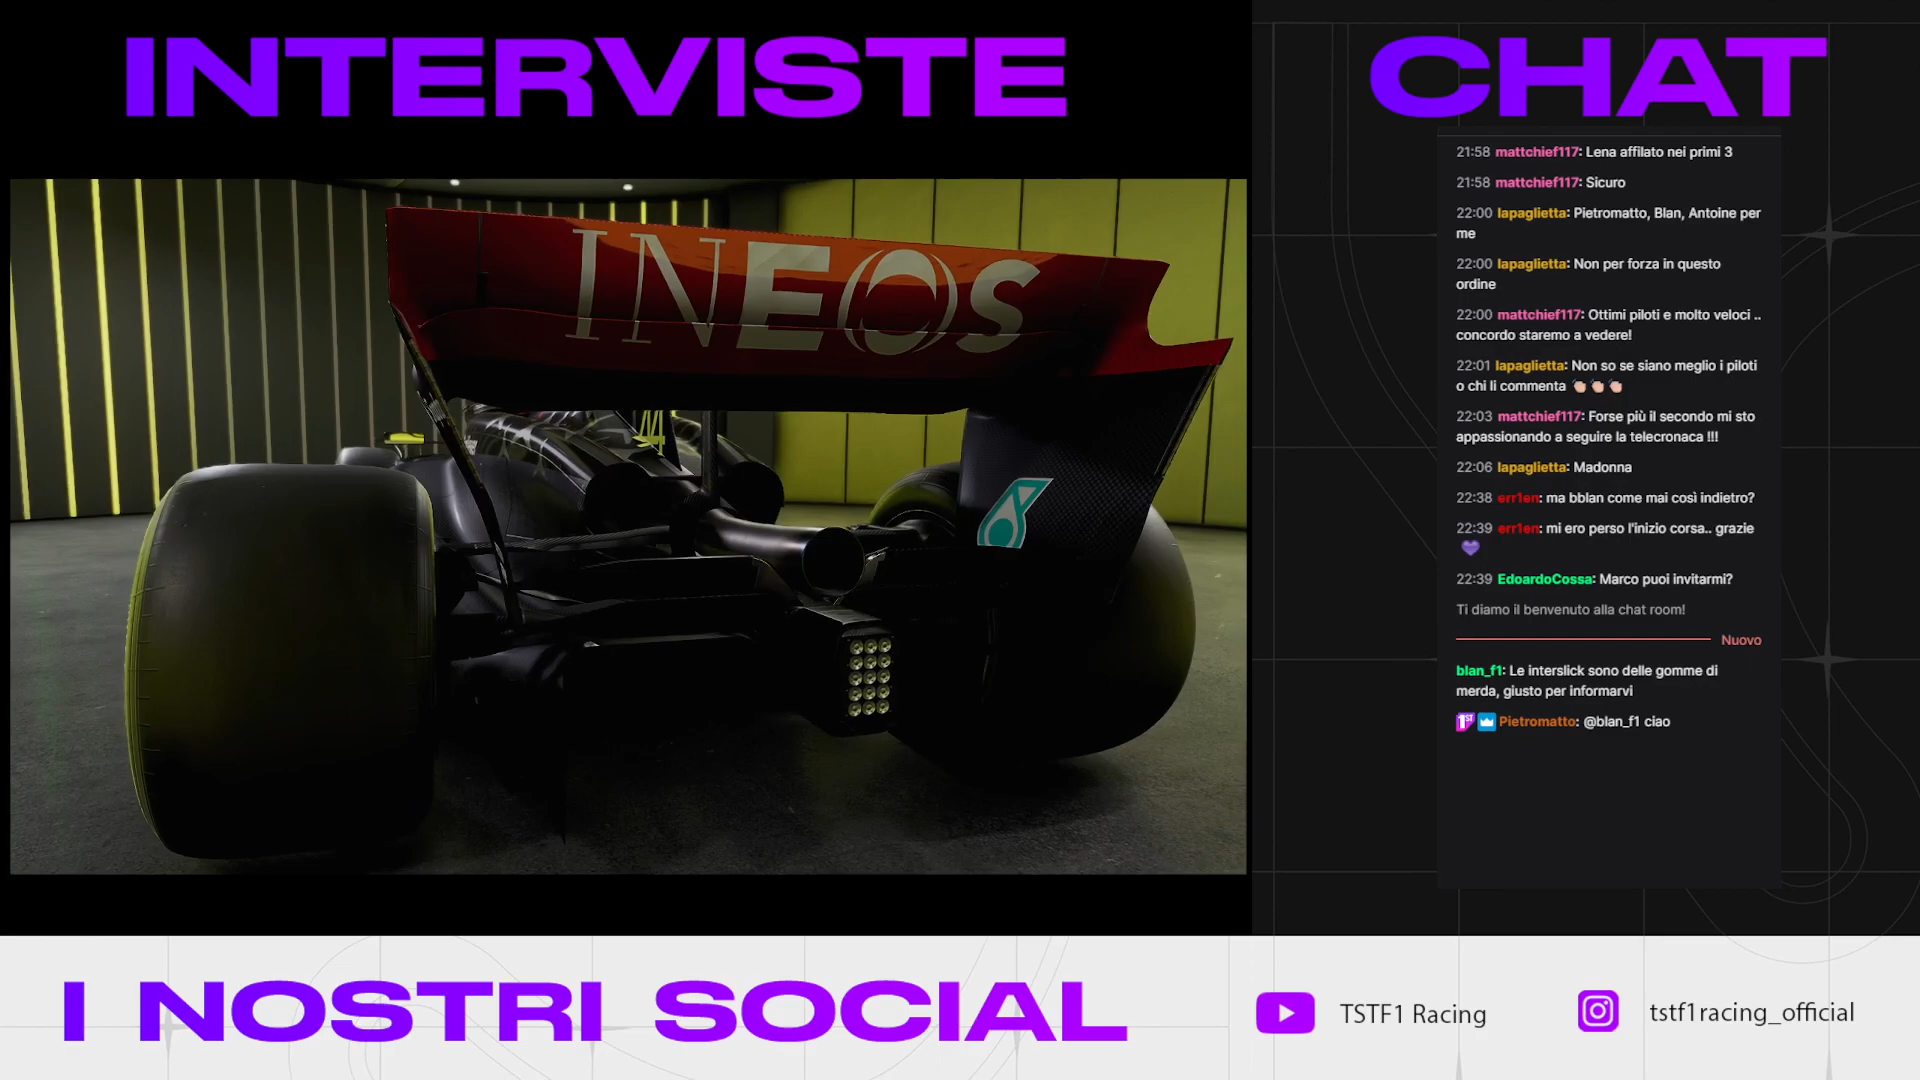 INTERVISTE
CHAT
INEOS
44
21:58 mattchief117: Lena affilato nei primi 3
21:58 mattchief117: Sicuro
22:00 lapaglietta: Pietromatto, Blan, Antoine per
me
22:00 lapaglietta: Non per forza in questo
ordine
22:00 mattchief117: Ottimi piloti e molto veloci ..
concordo staremo a vedere!
22:01 lapaglietta: Non so se siano meglio i piloti
o chi li commenta 👏🏻👏🏻👏🏻
22:03 mattchief117: Forse più il secondo mi sto
appassionando a seguire la telecronaca !!!
22:06 lapaglietta: Madonna
22:38 err1en: ma bblan come mai così indietro?
22:39 err1en: mi ero perso l'inizio corsa.. grazie
💜
22:39 EdoardoCossa: Marco puoi invitarmi?
Ti diamo il benvenuto alla chat room!
Nuovo
blan_f1: Le interslick sono delle gomme di
merda, giusto per informarvi
1ST Pietromatto: @blan_f1 ciao
I NOSTRI SOCIAL
TSTF1 Racing
tstf1racing_official